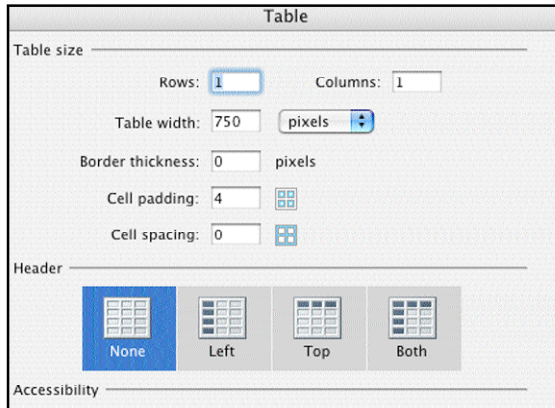 Table
Table size
Rows: 1 Columns: 1
Table width: 750 pixels
Border thickness: 0 pixels
Cell padding: 4
Cell spacing: 0
Header
None Left Top Both
Accessibility